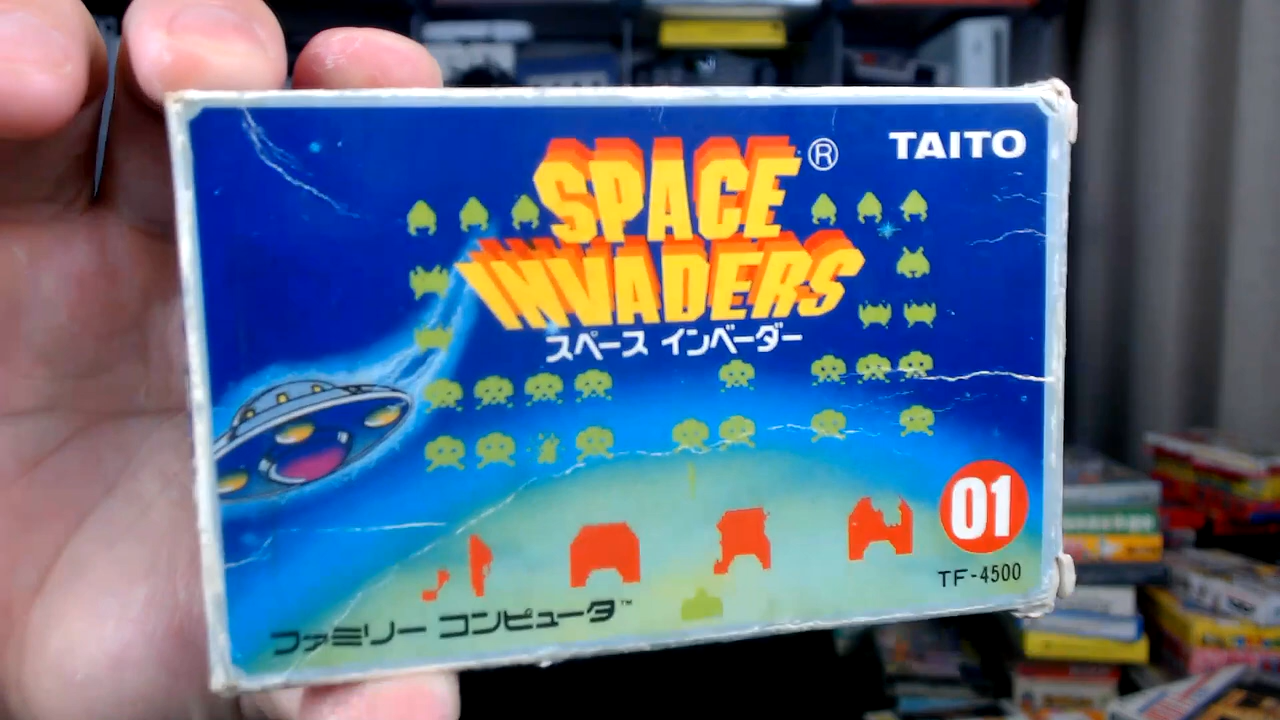 TAITO
SPACE ®
INVADERS
スペース インベーダー
01
TF-4500
ファミリー コンピュータ™